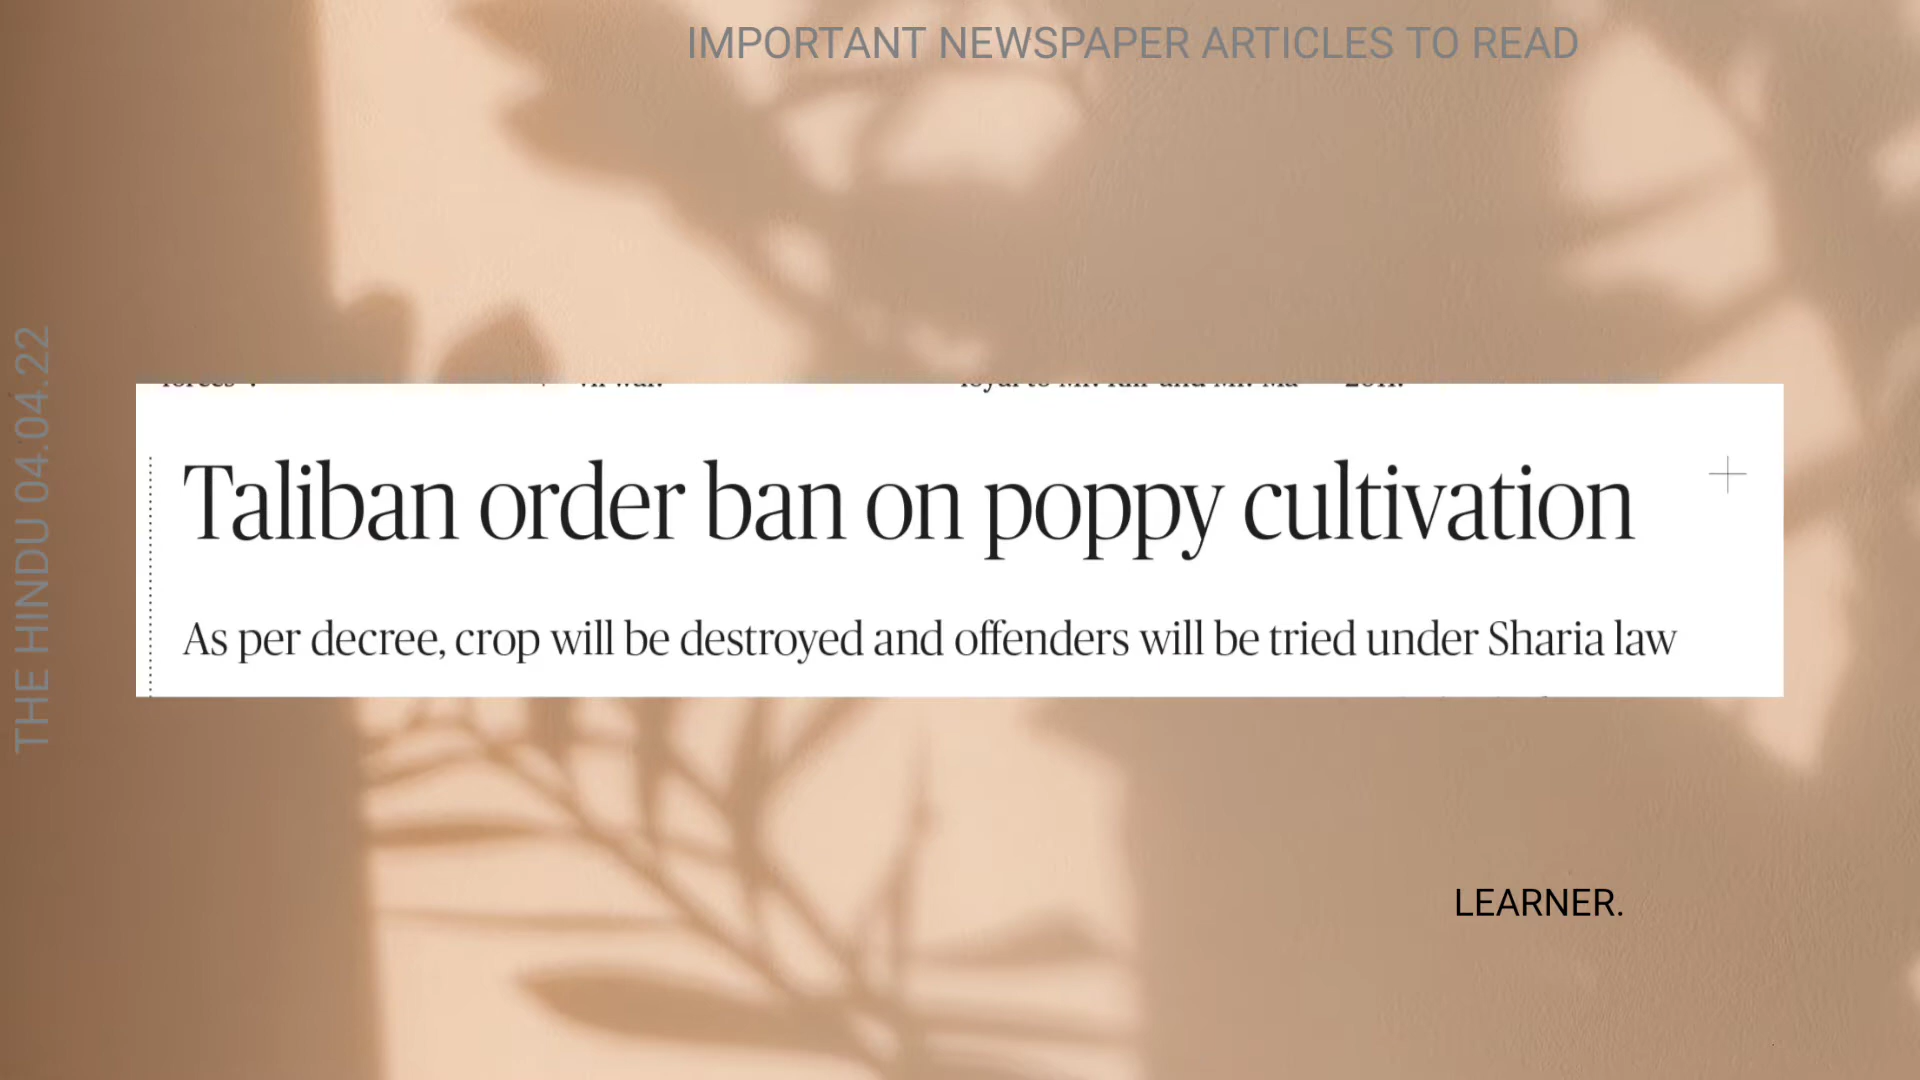 IMPORTANT NEWSPAPER ARTICLES TO READ
THE HINDU 04.04.22
Taliban order ban on poppy cultivation
As per decree, crop will be destroyed and offenders will be tried under Sharia law
LEARNER.